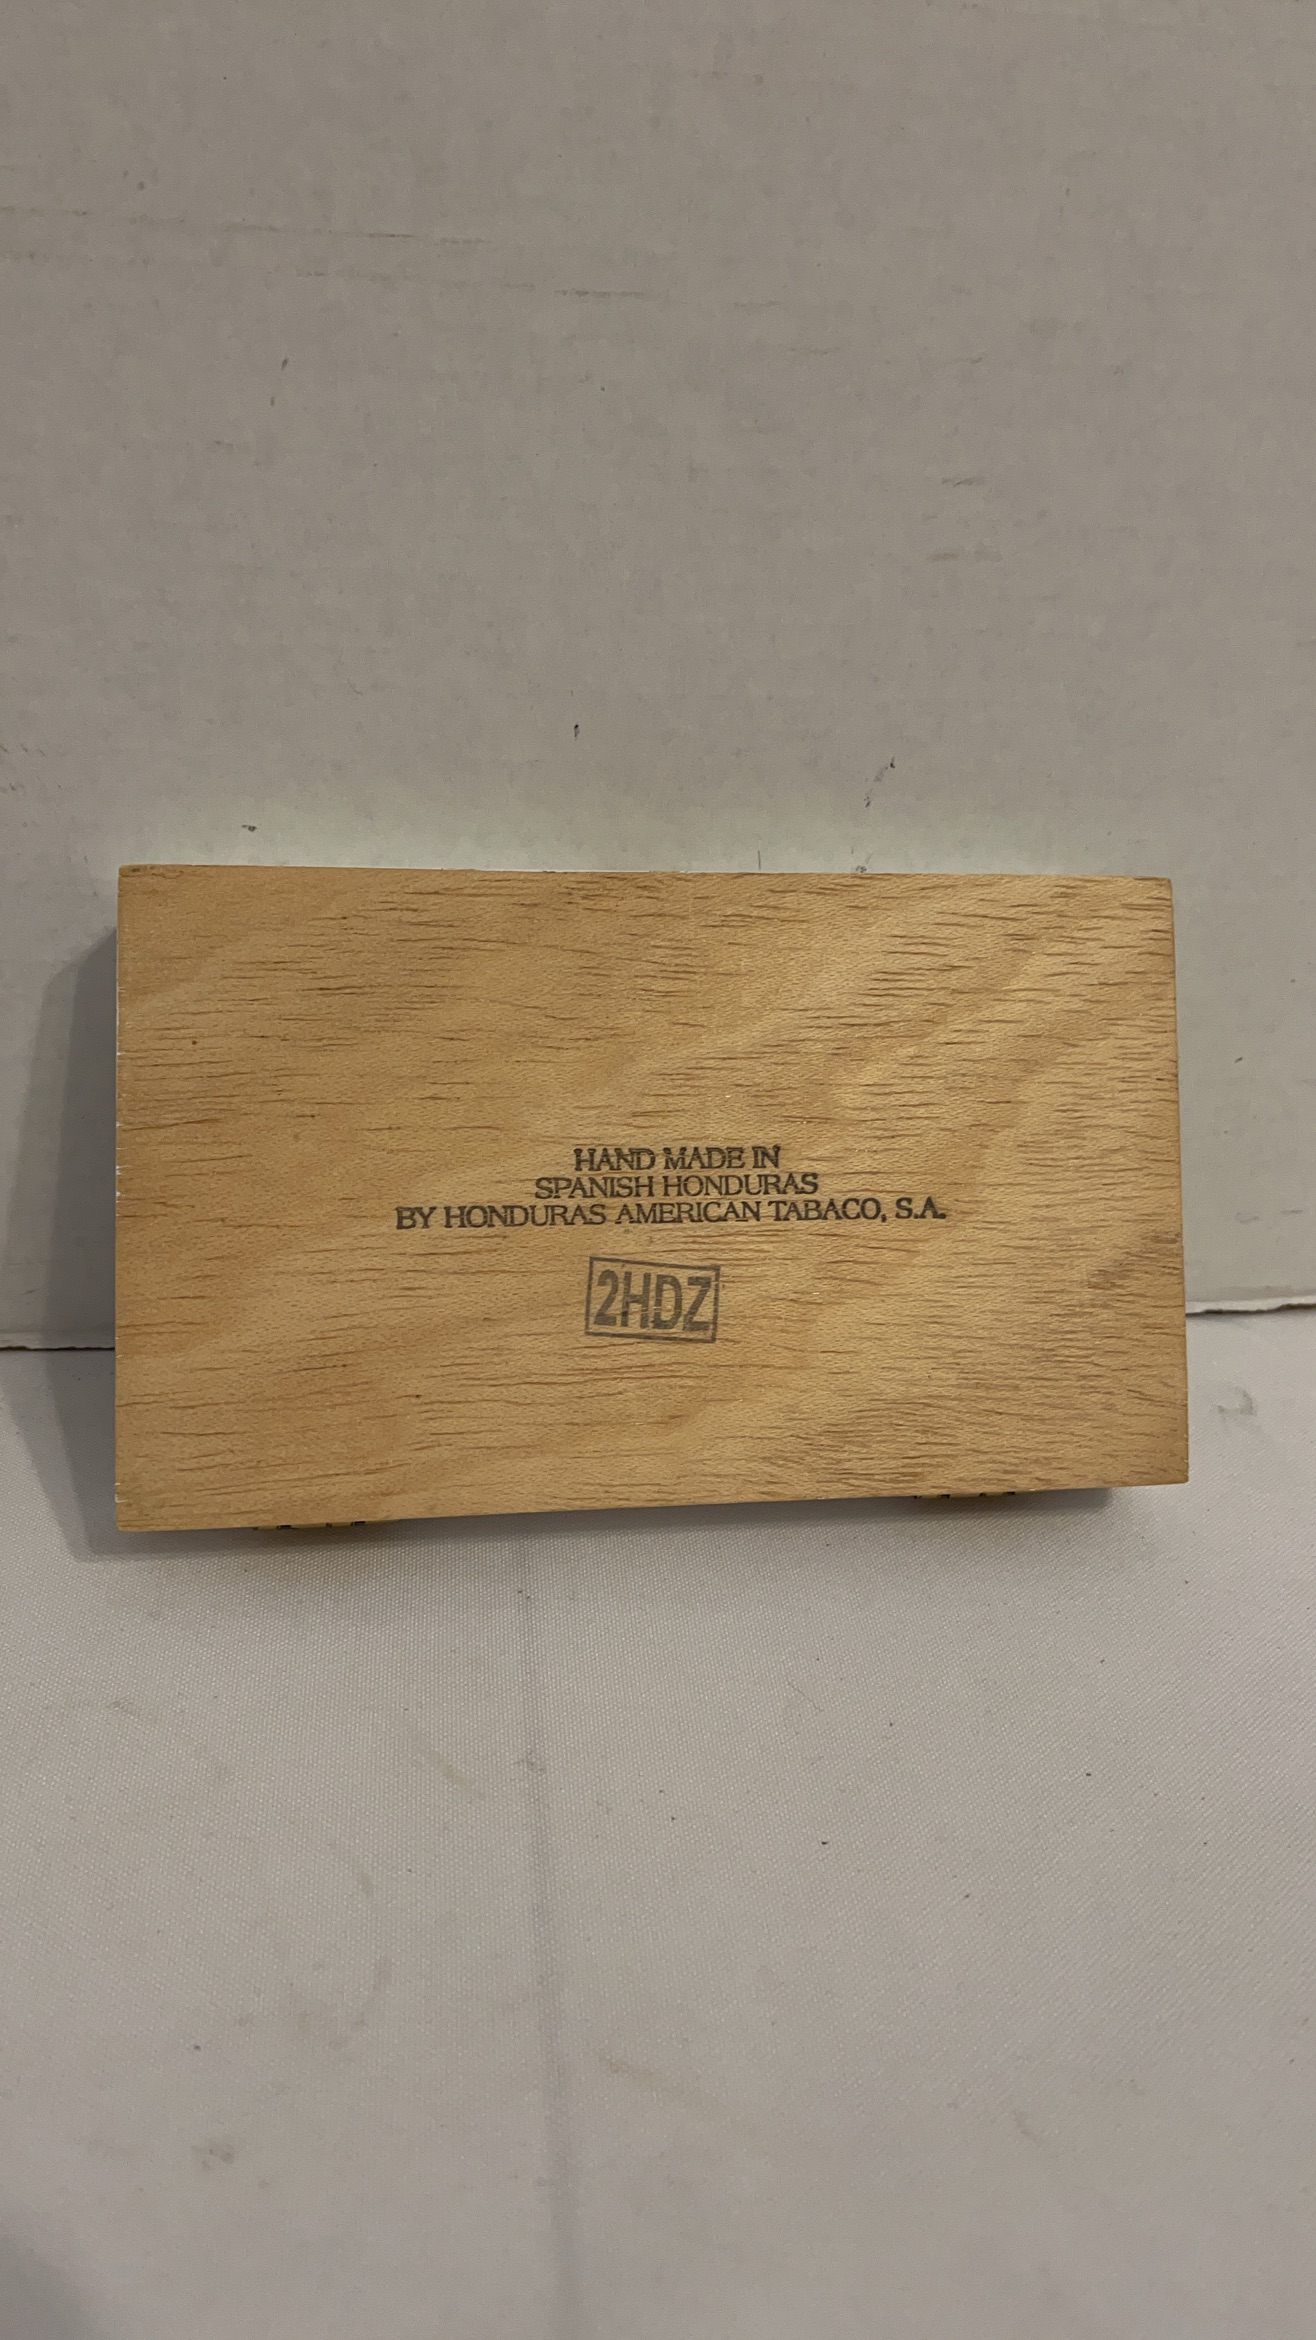 HAND MADE IN
SPANISH HONDURAS
BY HONDURAS AMERICAN TABACO, S.A.
2HDZ